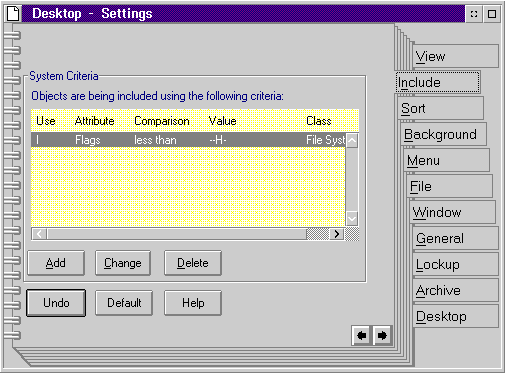 Desktop - Settings
System Criteria
Objects are being included using the following criteria:
Use Attribute Comparison Value Class
I Flags less than --H- File Syst
Add Change Delete
Undo Default Help
View
Include
Sort
Background
Menu
File
Window
General
Lockup
Archive
Desktop